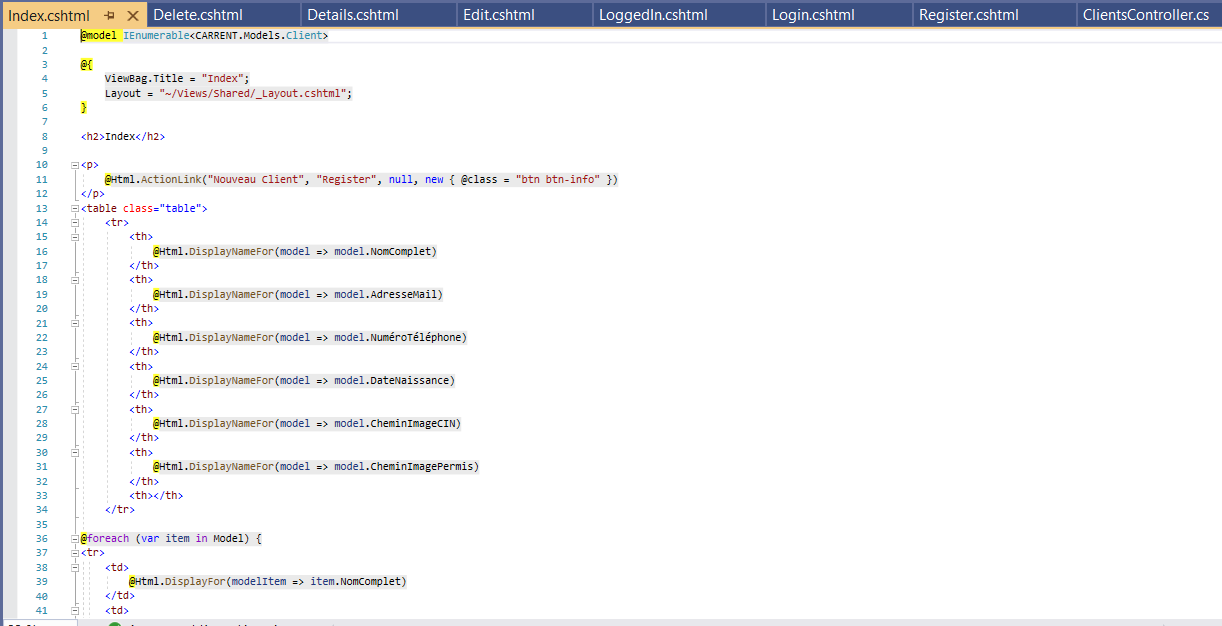 Index.cshtml Delete.cshtml Details.cshtml Edit.cshtml LoggedIn.cshtml Login.cshtml Register.cshtml ClientsController.cs
1 @model IEnumerable<CARRENT.Models.Client>
2
3 @{
4 ViewBag.Title = "Index";
5 Layout = "~/Views/Shared/_Layout.cshtml";
6 }
7
8 <h2>Index</h2>
9
10 <p>
11 @Html.ActionLink("Nouveau Client", "Register", null, new { @class = "btn btn-info" })
12 </p>
13 <table class="table">
14 <tr>
15 <th>
16 @Html.DisplayNameFor(model => model.NomComplet)
17 </th>
18 <th>
19 @Html.DisplayNameFor(model => model.AdresseMail)
20 </th>
21 <th>
22 @Html.DisplayNameFor(model => model.NuméroTéléphone)
23 </th>
24 <th>
25 @Html.DisplayNameFor(model => model.DateNaissance)
26 </th>
27 <th>
28 @Html.DisplayNameFor(model => model.CheminImageCIN)
29 </th>
30 <th>
31 @Html.DisplayNameFor(model => model.CheminImagePermis)
32 </th>
33 <th></th>
34 </tr>
35
36 @foreach (var item in Model) {
37 <tr>
38 <td>
39 @Html.DisplayFor(modelItem => item.NomComplet)
40 </td>
41 <td>